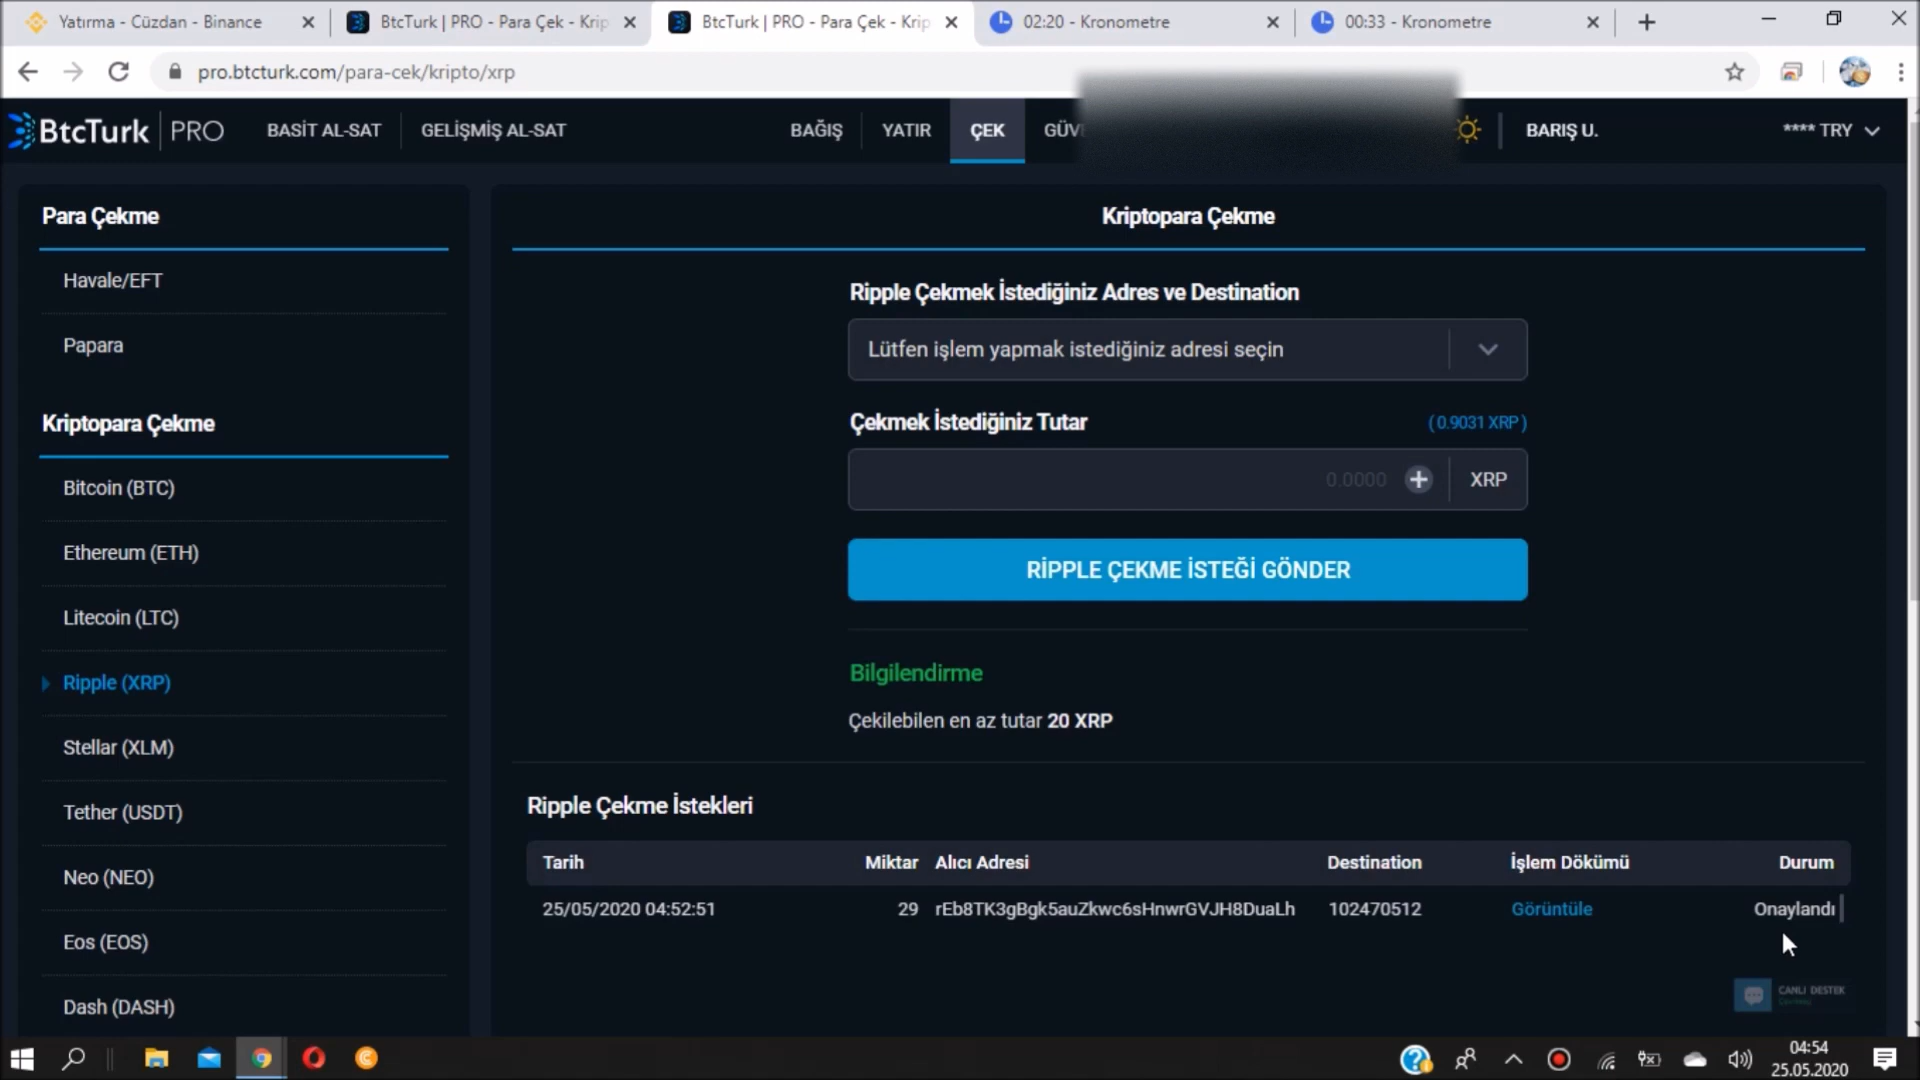 Yatırma - Cüzdan - Binance
BtcTurk | PRO - Para Çek - Krip
BtcTurk | PRO - Para Çek - Krip
02:20 - Kronometre
00:33 - Kronometre
pro.btcturk.com/para-cek/kripto/xrp
BtcTurk | PRO
BASİT AL-SAT
GELİŞMİŞ AL-SAT
BAĞIŞ
YATIR
ÇEK
GÜV
BARIŞ U.
**** TRY
Para Çekme
Havale/EFT
Papara
Kriptopara Çekme
Bitcoin (BTC)
Ethereum (ETH)
Litecoin (LTC)
Ripple (XRP)
Stellar (XLM)
Tether (USDT)
Neo (NEO)
Eos (EOS)
Dash (DASH)
Kriptopara Çekme
Ripple Çekmek İstediğiniz Adres ve Destination
Lütfen işlem yapmak istediğiniz adresi seçin
Çekmek İstediğiniz Tutar
( 0.9031 XRP )
0.0000
XRP
RİPPLE ÇEKME İSTEĞİ GÖNDER
Bilgilendirme
Çekilebilen en az tutar 20 XRP
Ripple Çekme İstekleri
Tarih Miktar Alıcı Adresi Destination İşlem Dökümü Durum
25/05/2020 04:52:51 29 rEb8TK3gBgk5auZkwc6sHnwrGVJH8DuaLh 102470512 Görüntüle Onaylandı
CANLI DESTEK
04:54
25.05.2020